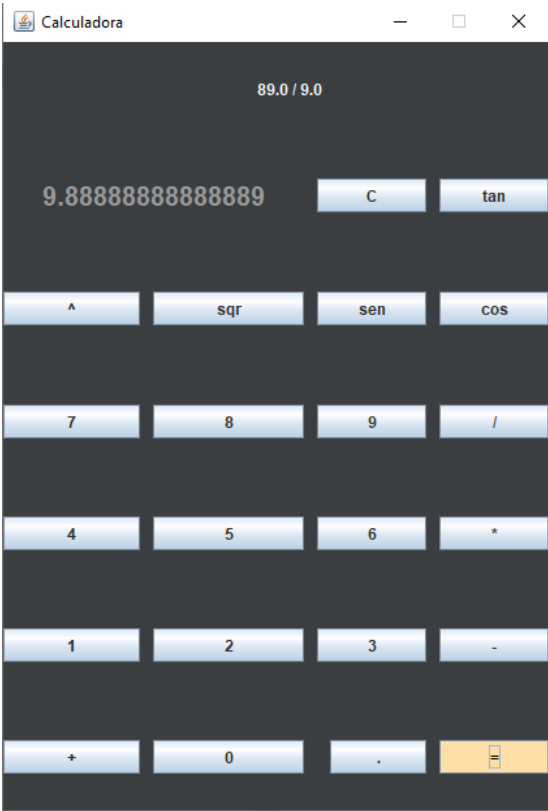 Calculadora
89.0 / 9.0
9.88888888888889 C tan
^ sqr sen cos
7 8 9 /
4 5 6 *
1 2 3 -
+ 0 . =